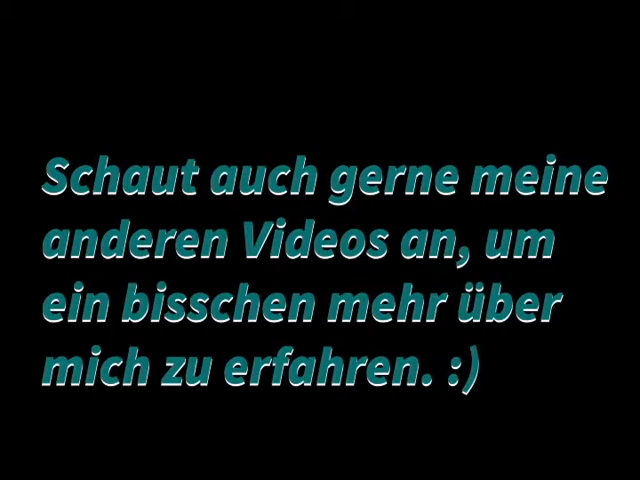 Schaut auch gerne meine
anderen Videos an, um
ein bisschen mehr über
mich zu erfahren. :)